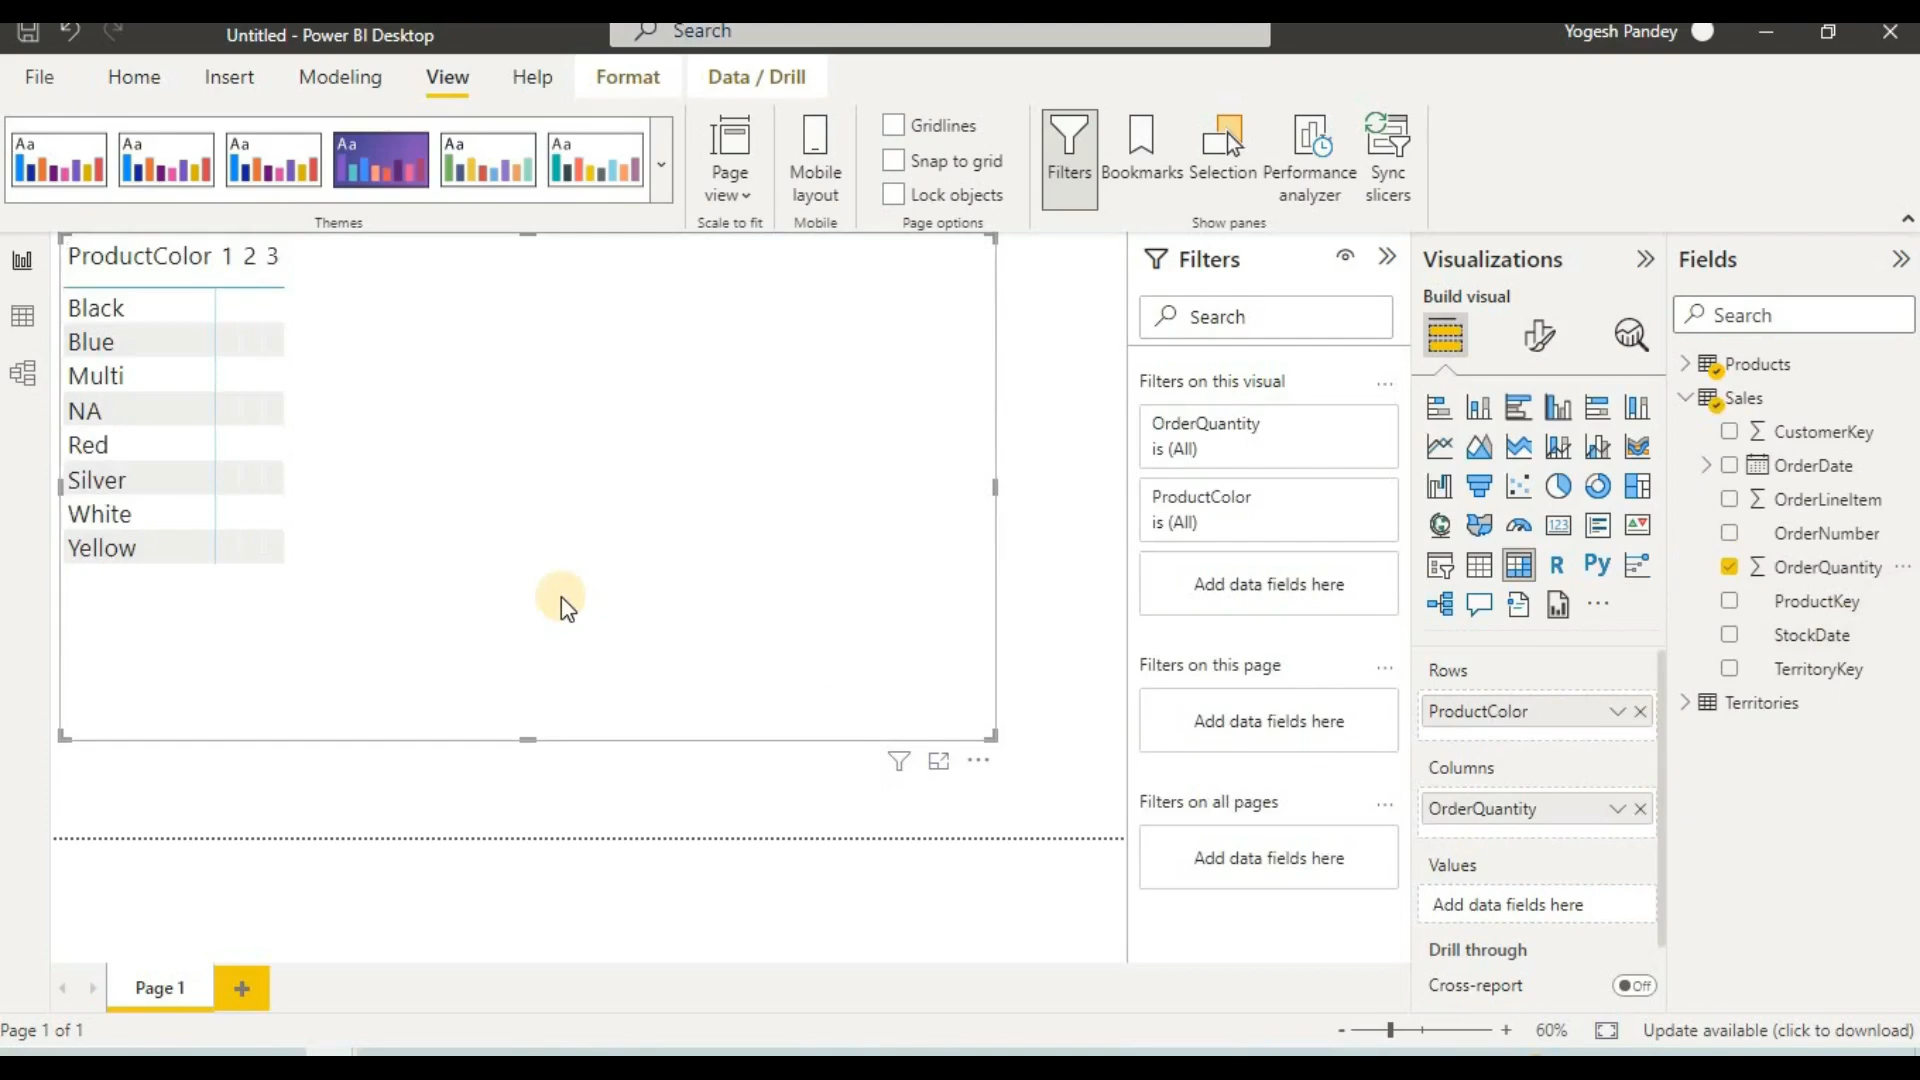 Untitled - Power BI Desktop
Search
Yogesh Pandey
File
Home
Insert
Modeling
View
Help
Format
Data / Drill
Aa
Aa
Aa
Aa
Aa
Aa
Themes
Page
view
Scale to fit
Mobile
layout
Mobile
Gridlines
Snap to grid
Lock objects
Page options
Filters
Bookmarks
Selection
Performance
analyzer
Sync
slicers
Show panes
ProductColor 1 2 3
Black
Blue
Multi
NA
Red
Silver
White
Yellow
Filters
Search
Filters on this visual
OrderQuantity
is (All)
ProductColor
is (All)
Add data fields here
Filters on this page
Add data fields here
Filters on all pages
Add data fields here
Visualizations
Build visual
123
R
Py
Rows
ProductColor
Columns
OrderQuantity
Values
Add data fields here
Drill through
Cross-report
Off
Fields
Search
Products
Sales
CustomerKey
OrderDate
OrderLineItem
OrderNumber
OrderQuantity
ProductKey
StockDate
TerritoryKey
Territories
Page 1
Page 1 of 1
- + 60%
Update available (click to download)